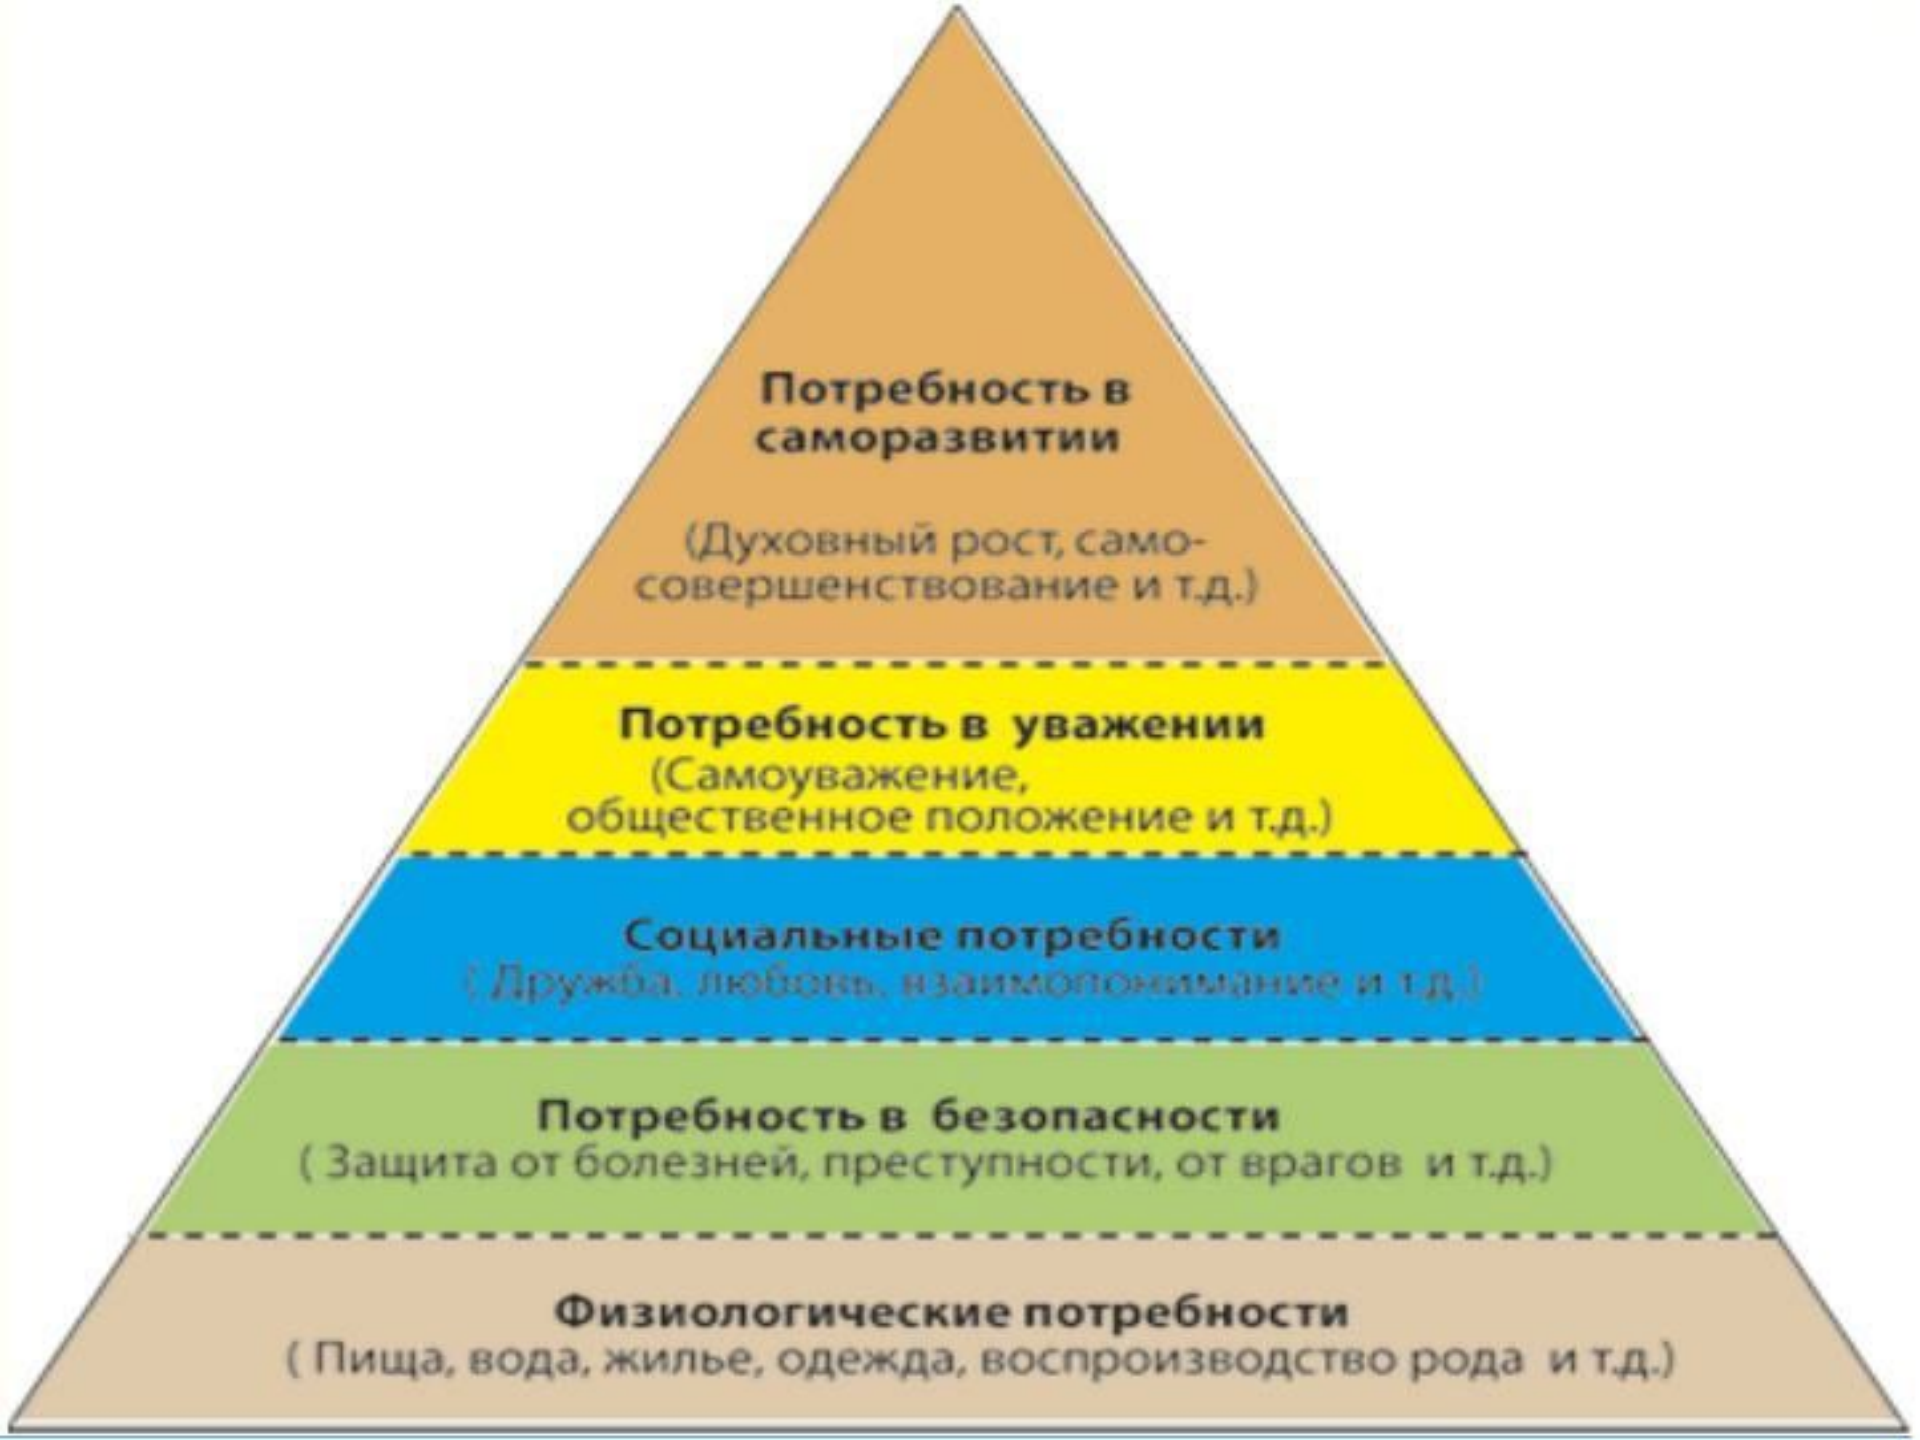 Потребность в
саморазвитии
(Духовный рост, само-
совершенствование и т.д.)
Потребность в уважении
(Самоуважение,
общественное положение и т.д.)
Социальные потребности
( Дружба, любовь, взаимопонимание и т.д.)
Потребность в безопасности
( Защита от болезней, преступности, от врагов и т.д.)
Физиологические потребности
( Пища, вода, жилье, одежда, воспроизводство рода и т.д.)